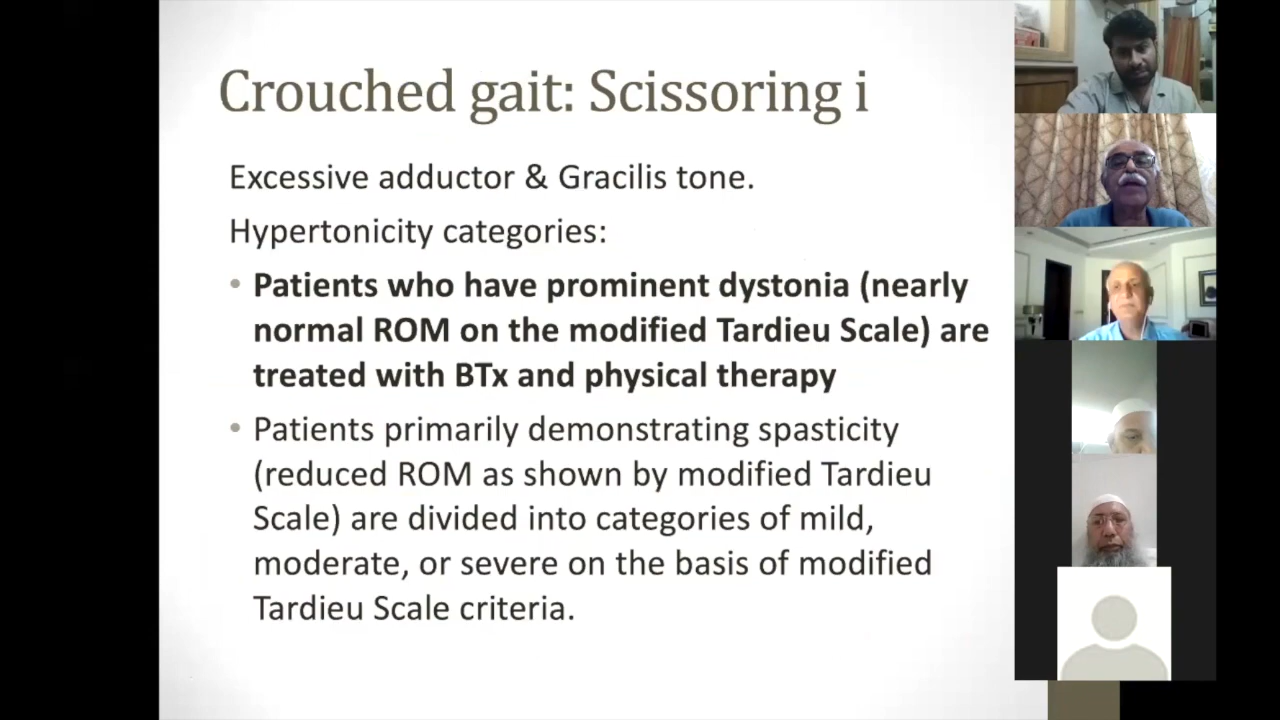 Crouched gait: Scissoring i
Excessive adductor & Gracilis tone.
Hypertonicity categories:
• Patients who have prominent dystonia (nearly
normal ROM on the modified Tardieu Scale) are
treated with BTx and physical therapy
• Patients primarily demonstrating spasticity
(reduced ROM as shown by modified Tardieu
Scale) are divided into categories of mild,
moderate, or severe on the basis of modified
Tardieu Scale criteria.